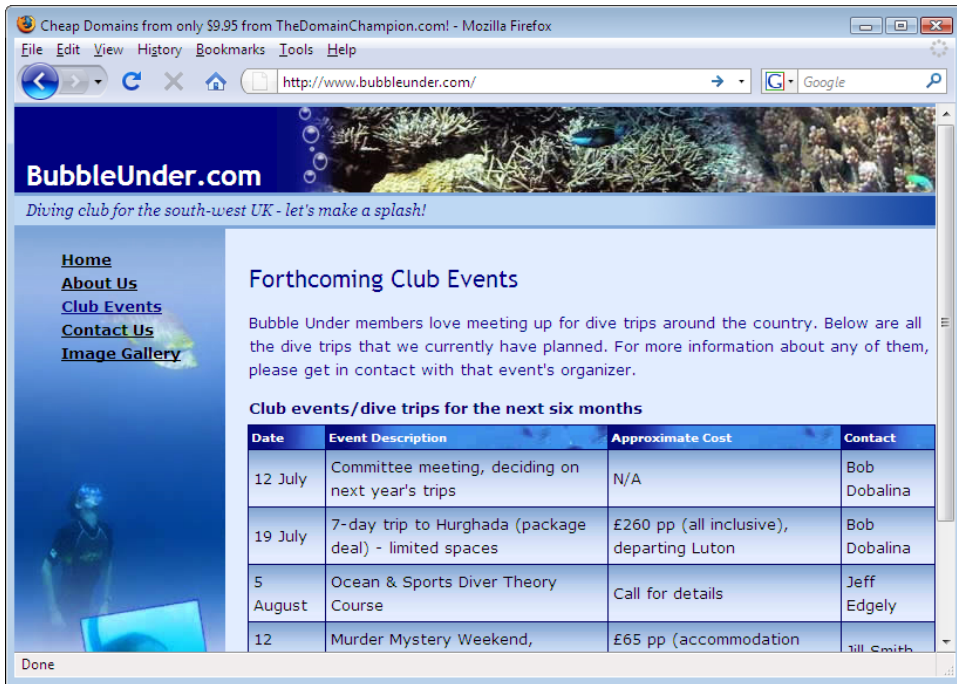 Cheap Domains from only $9.95 from TheDomainChampion.com! - Mozilla Firefox
File Edit View History Bookmarks Tools Help
http://www.bubbleunder.com/
G Google
BubbleUnder.com
Diving club for the south-west UK - let's make a splash!
Home
About Us
Club Events
Contact Us
Image Gallery
Forthcoming Club Events
Bubble Under members love meeting up for dive trips around the country. Below are all
the dive trips that we currently have planned. For more information about any of them,
please get in contact with that event's organizer.
Club events/dive trips for the next six months
Date Event Description Approximate Cost Contact
12 July Committee meeting, deciding on next year's trips N/A Bob Dobalina
19 July 7-day trip to Hurghada (package deal) - limited spaces £260 pp (all inclusive), departing Luton Bob Dobalina
5 August Ocean & Sports Diver Theory Course Call for details Jeff Edgely
12 Murder Mystery Weekend, £65 pp (accommodation Jill Smith
Done